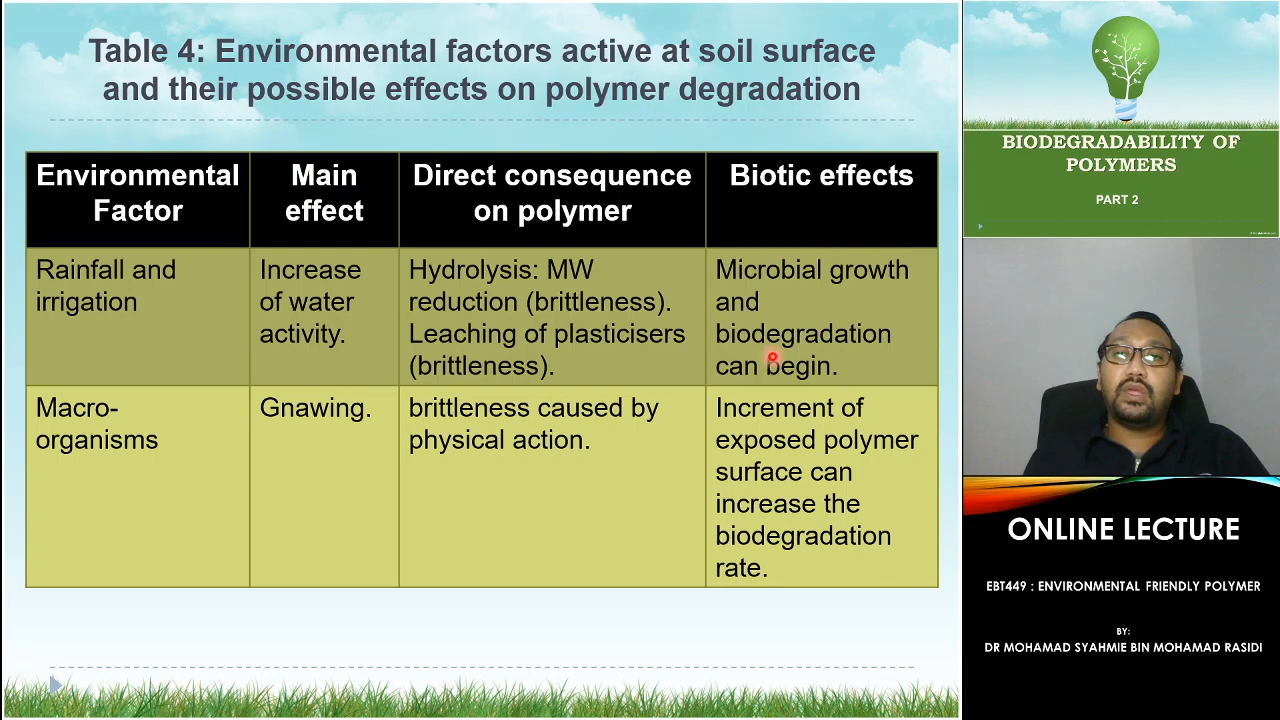 Table 4: Environmental factors active at soil surface
and their possible effects on polymer degradation
Environmental
Factor
Main
effect
Direct consequence
on polymer
Biotic effects
Rainfall and
irrigation
Increase
of water
activity.
Hydrolysis: MW
reduction (brittleness).
Leaching of plasticisers
(brittleness).
Microbial growth
and
biodegradation
can begin.
Macro-
organisms
Gnawing.
brittleness caused by
physical action.
Increment of
exposed polymer
surface can
increase the
biodegradation
rate.
BIODEGRADABILITY OF
POLYMERS
PART 2
ONLINE LECTURE
EBT449 : ENVIRONMENTAL FRIENDLY POLYMER
BY:
DR MOHAMAD SYAHMIE BIN MOHAMAD RASIDI